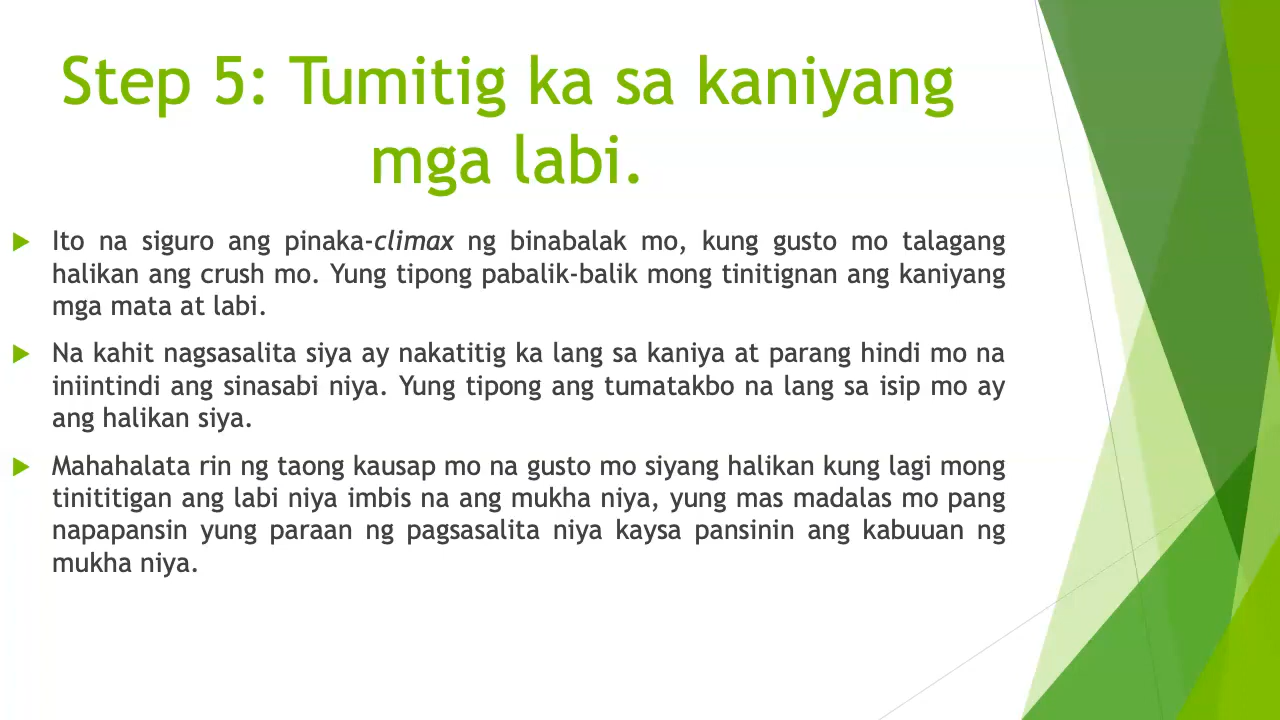 Step 5: Tumitig ka sa kaniyang
mga labi.
Ito na siguro ang pinaka-climax ng binabalak mo, kung gusto mo talagang
halikan ang crush mo. Yung tipong pabalik-balik mong tinitignan ang kaniyang
mga mata at labi.
Na kahit nagsasalita siya ay nakatitig ka lang sa kaniya at parang hindi mo na
iniintindi ang sinasabi niya. Yung tipong ang tumatakbo na lang sa isip mo ay
ang halikan siya.
Mahahalata rin ng taong kausap mo na gusto mo siyang halikan kung lagi mong
tinititigan ang labi niya imbis na ang mukha niya, yung mas madalas mo pang
napapansin yung paraan ng pagsasalita niya kaysa pansinin ang kabuuan ng
mukha niya.